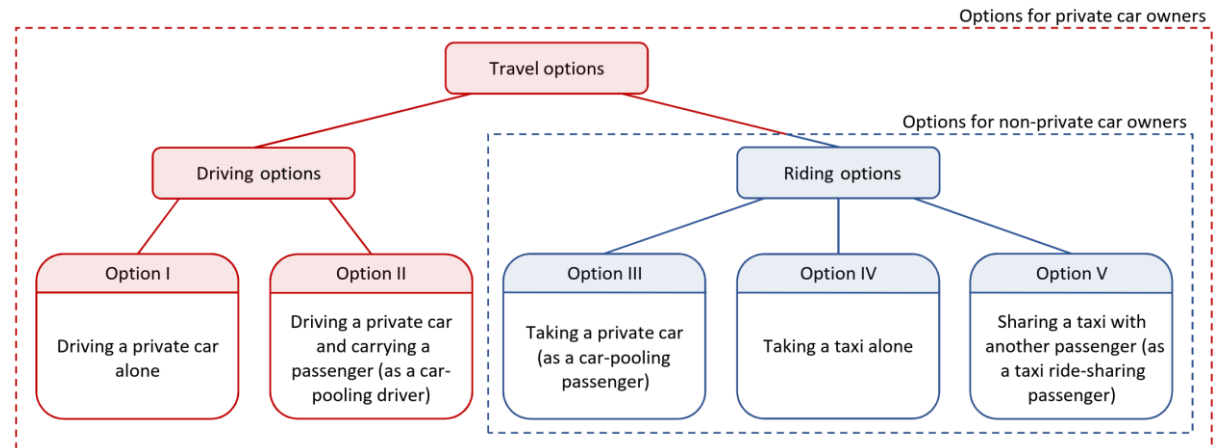 Options for private car owners
Travel options
Options for non-private car owners
Driving options
Riding options
Option I
Driving a private car
alone
Option II
Driving a private car
and carrying a
passenger (as a car-
pooling driver)
Option III
Taking a private car
(as a car-pooling
passenger)
Option IV
Taking a taxi alone
Option V
Sharing a taxi with
another passenger (as
a taxi ride-sharing
passenger)